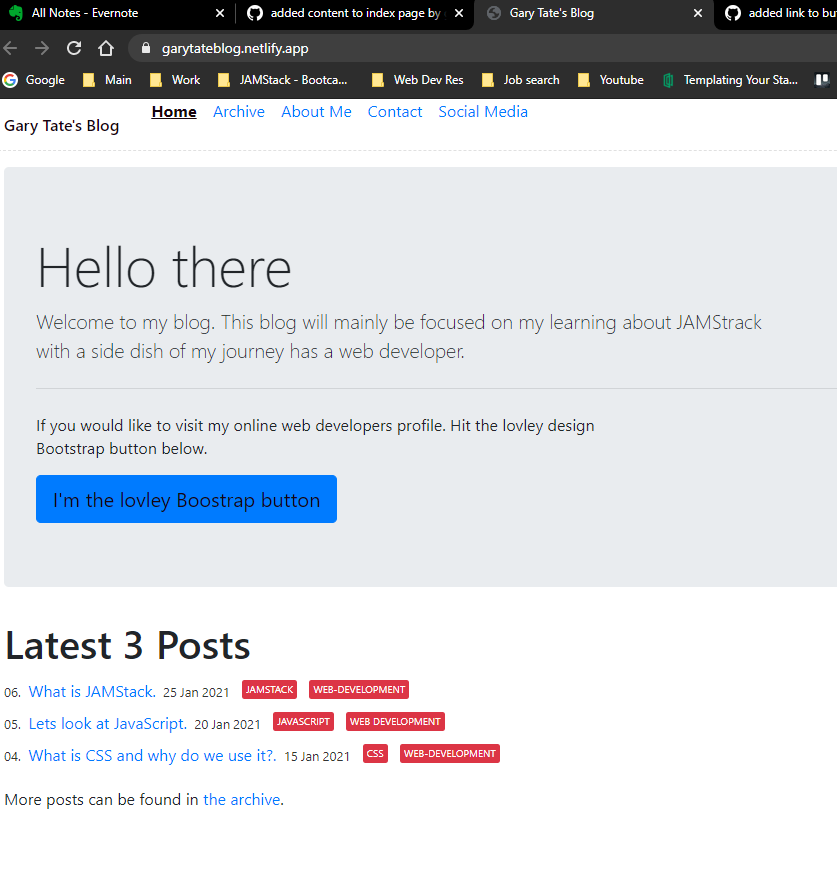 All Notes - Evernote
added content to index page by
Gary Tate's Blog
added link to bu
garytateblog.netlify.app
Google
Main
Work
JAMStack - Bootca...
Web Dev Res
Job search
Youtube
Templating Your Sta...
Gary Tate's Blog
Home
Archive
About Me
Contact
Social Media
Hello there
Welcome to my blog. This blog will mainly be focused on my learning about JAMStrack
with a side dish of my journey has a web developer.
If you would like to visit my online web developers profile. Hit the lovley design
Bootstrap button below.
I'm the lovley Boostrap button
Latest 3 Posts
06. What is JAMStack. 25 Jan 2021 JAMSTACK WEB-DEVELOPMENT
05. Lets look at JavaScript. 20 Jan 2021 JAVASCRIPT WEB DEVELOPMENT
04. What is CSS and why do we use it?. 15 Jan 2021 CSS WEB-DEVELOPMENT
More posts can be found in the archive.